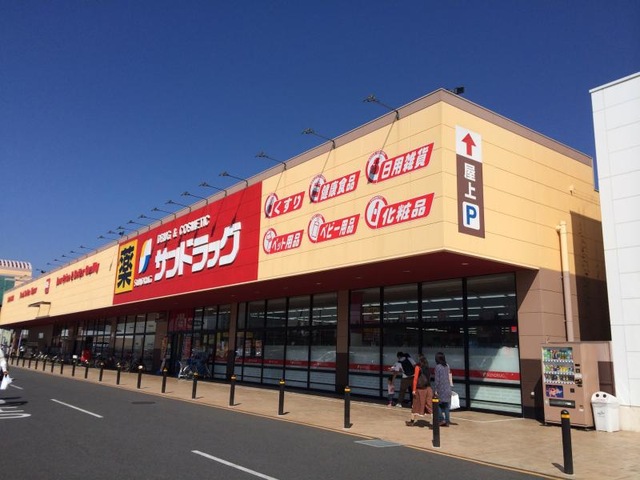 薬
DRUG & COSMETIC
サンドラッグ
くすり
健康食品
日用雑貨
ペット用品
ベビー用品
化粧品
屋上
P